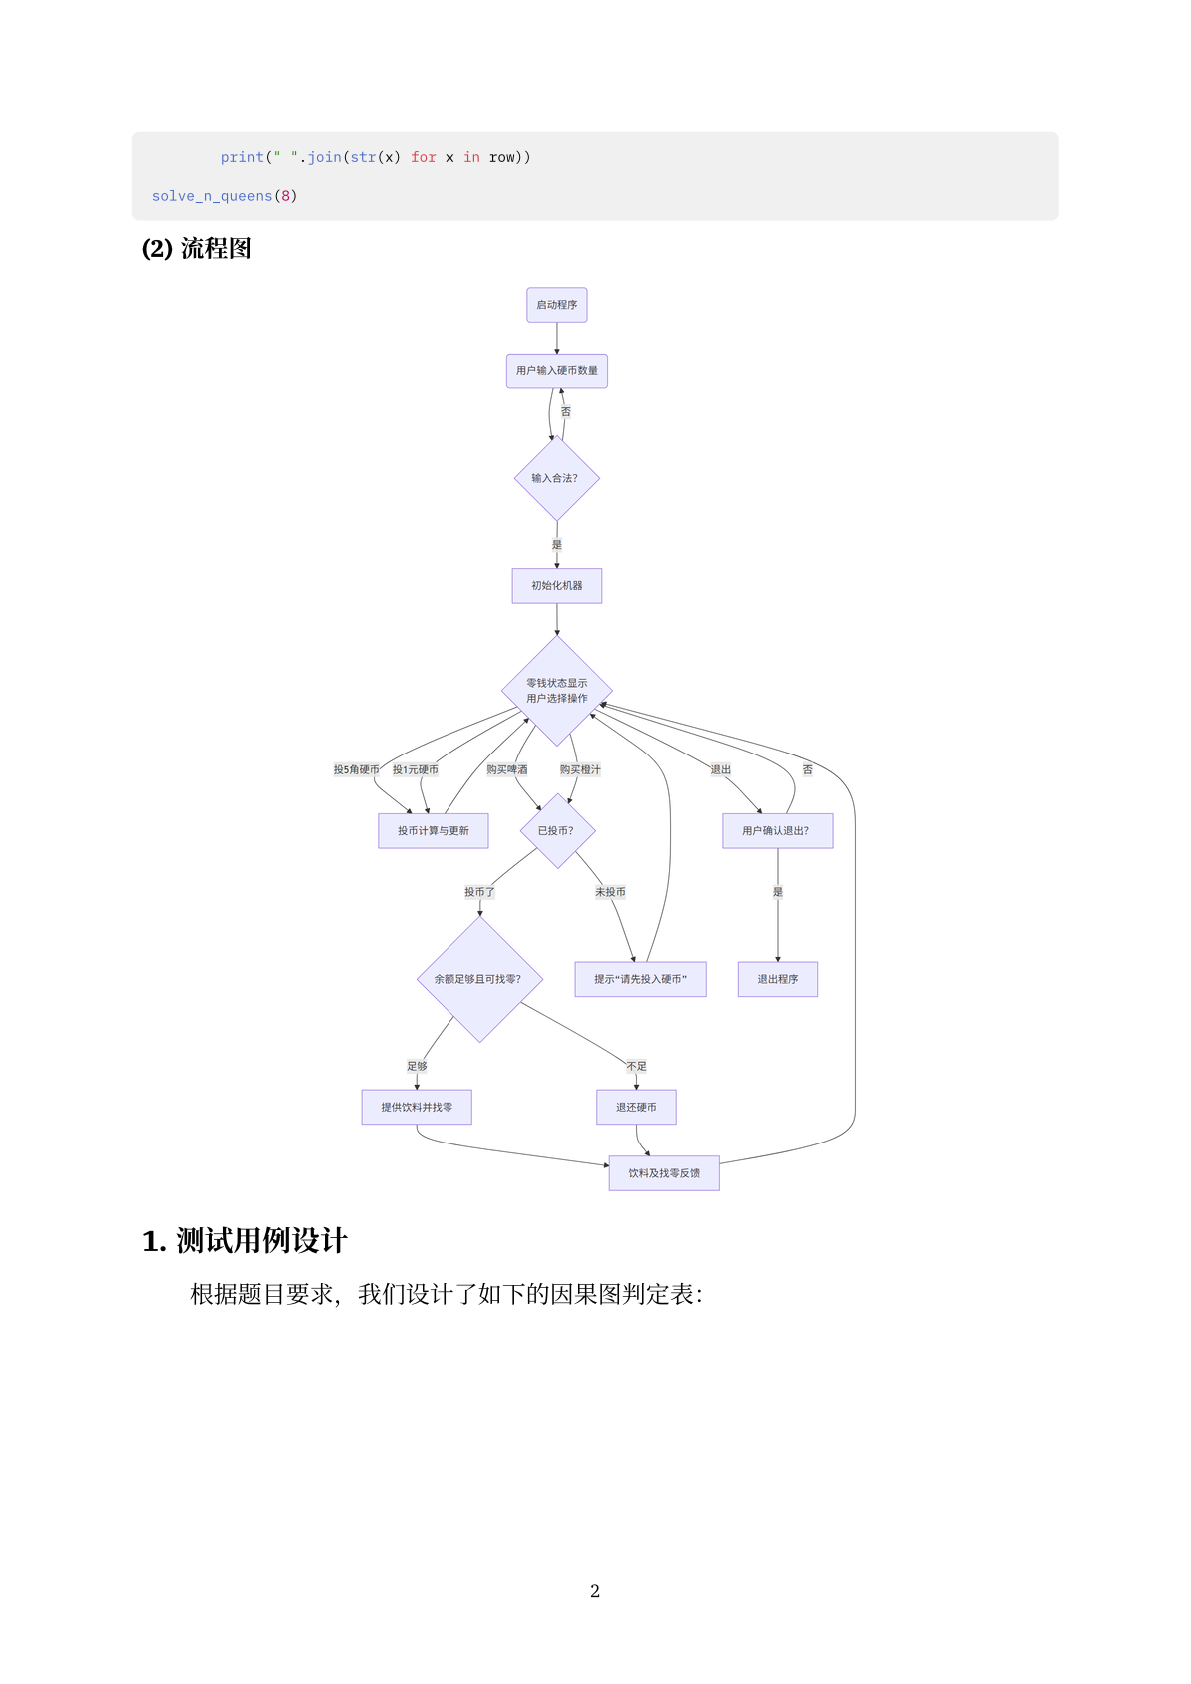 print(" ".join(str(x) for x in row))
solve_n_queens(8)
(2) 流程图
启动程序
用户输入硬币数量
否
输入合法？
是
初始化机器
零钱状态显示
用户选择操作
投5角硬币
投1元硬币
购买啤酒
购买橙汁
退出
否
投币计算与更新
已投币？
用户确认退出？
投币了
未投币
是
余额足够且可找零？
提示“请先投入硬币”
退出程序
足够
不足
提供饮料并找零
退还硬币
饮料及找零反馈
1. 测试用例设计
根据题目要求，我们设计了如下的因果图判定表：
2